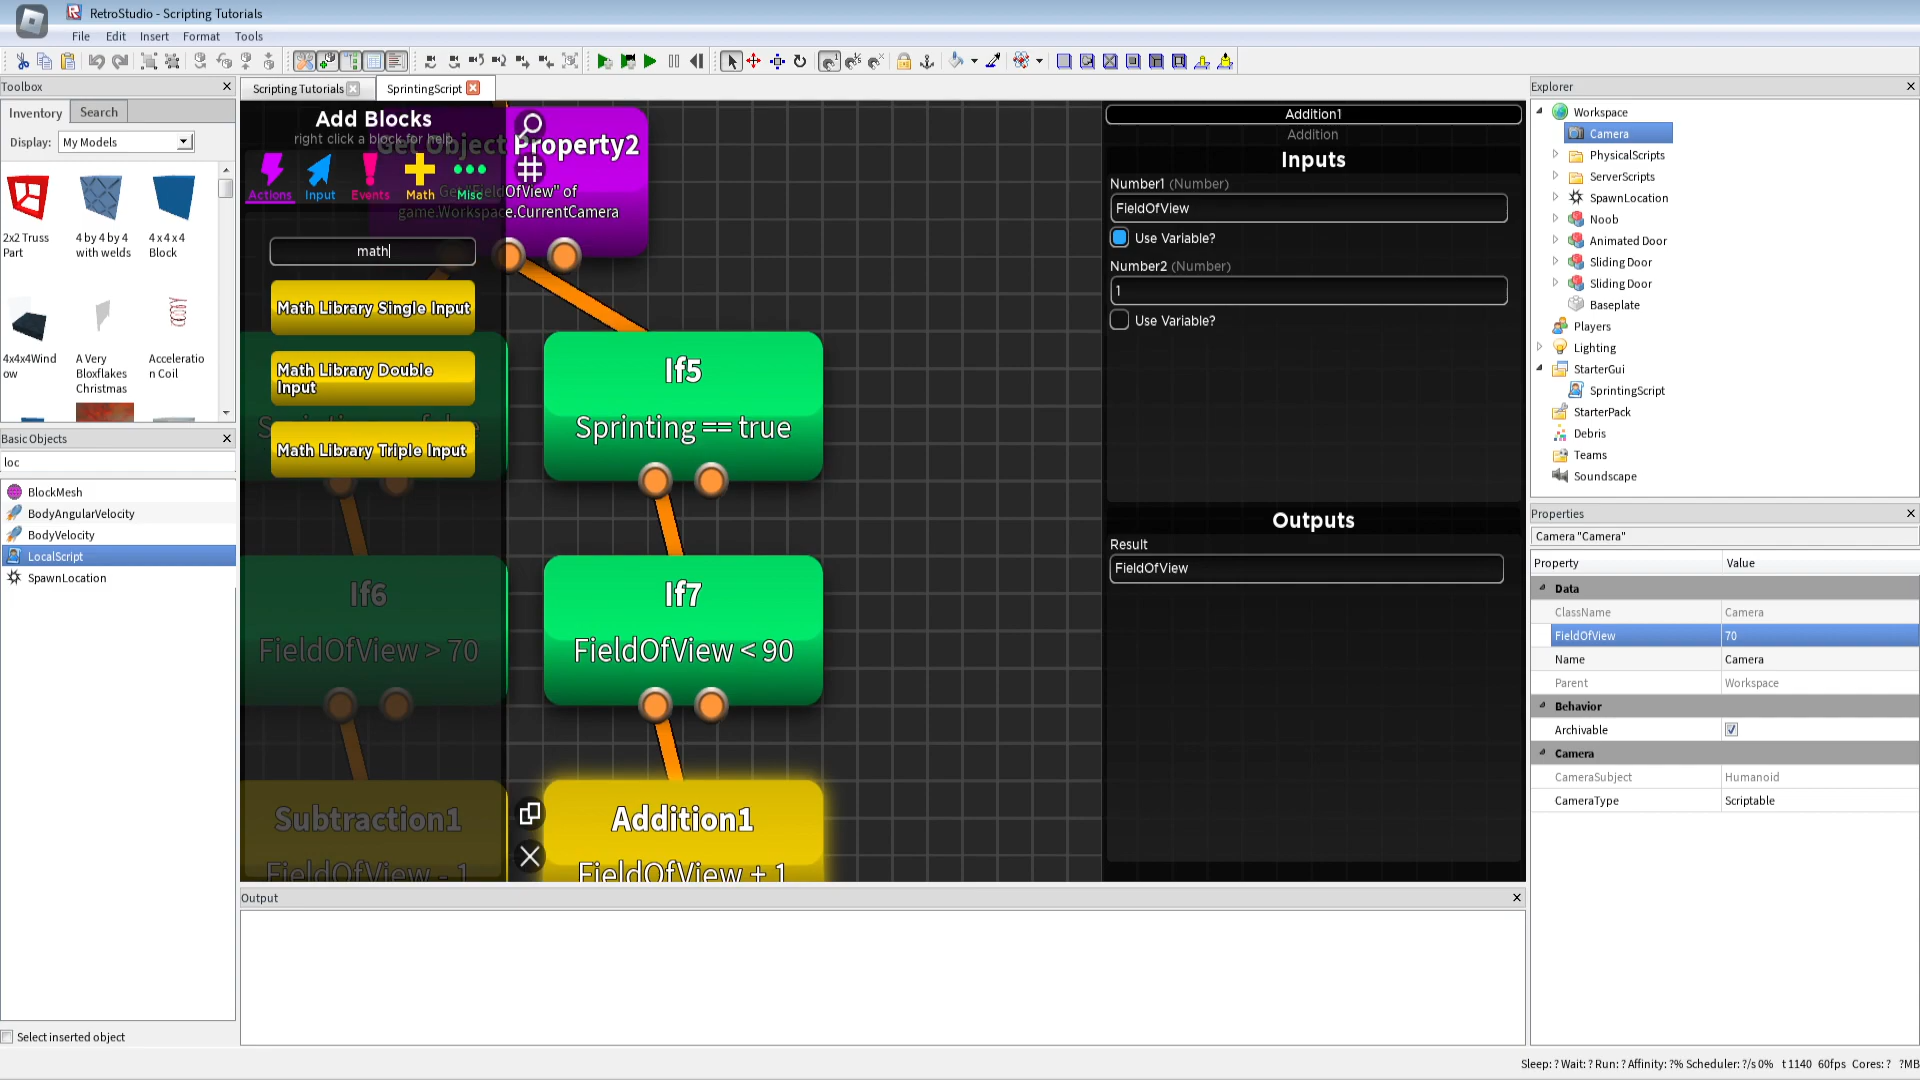 RetroStudio - Scripting Tutorials
File Edit Insert Format Tools
Toolbox
Inventory Search
Display: My Models
2x2 Truss Part
4 by 4 by 4 with welds
4 x 4 x 4 Block
4x4x4Window
A Very Bloxflakes Christmas
Acceleration Coil
Basic Objects
loc
BlockMesh
BodyAngularVelocity
BodyVelocity
LocalScript
SpawnLocation
Select inserted object
Scripting Tutorials SprintingScript
Add Blocks
right click a block for help
Actions Input Events Math Misc
math
Math Library Single Input
Math Library Double Input
Math Library Triple Input
Get Object Property2
Get "FieldOfView" of
game.Workspace.CurrentCamera
If5
Sprinting == true
If6
FieldOfView > 70
If7
FieldOfView < 90
Subtraction1
FieldOfView - 1
Addition1
FieldOfView + 1
Addition1
Addition
Inputs
Number1 (Number)
FieldOfView
Use Variable?
Number2 (Number)
1
Use Variable?
Outputs
Result
FieldOfView
Output
Explorer
Workspace
Camera
PhysicalScripts
ServerScripts
SpawnLocation
Noob
Animated Door
Sliding Door
Sliding Door
Baseplate
Players
Lighting
StarterGui
SprintingScript
StarterPack
Debris
Teams
Soundscape
Properties
Camera "Camera"
Property Value
Data
ClassName Camera
FieldOfView 70
Name Camera
Parent Workspace
Behavior
Archivable
Camera
CameraSubject Humanoid
CameraType Scriptable
Sleep: ? Wait: ? Run: ? Affinity: ?% Scheduler: ?/s 0% t 1140 60fps Cores: ? ?MB